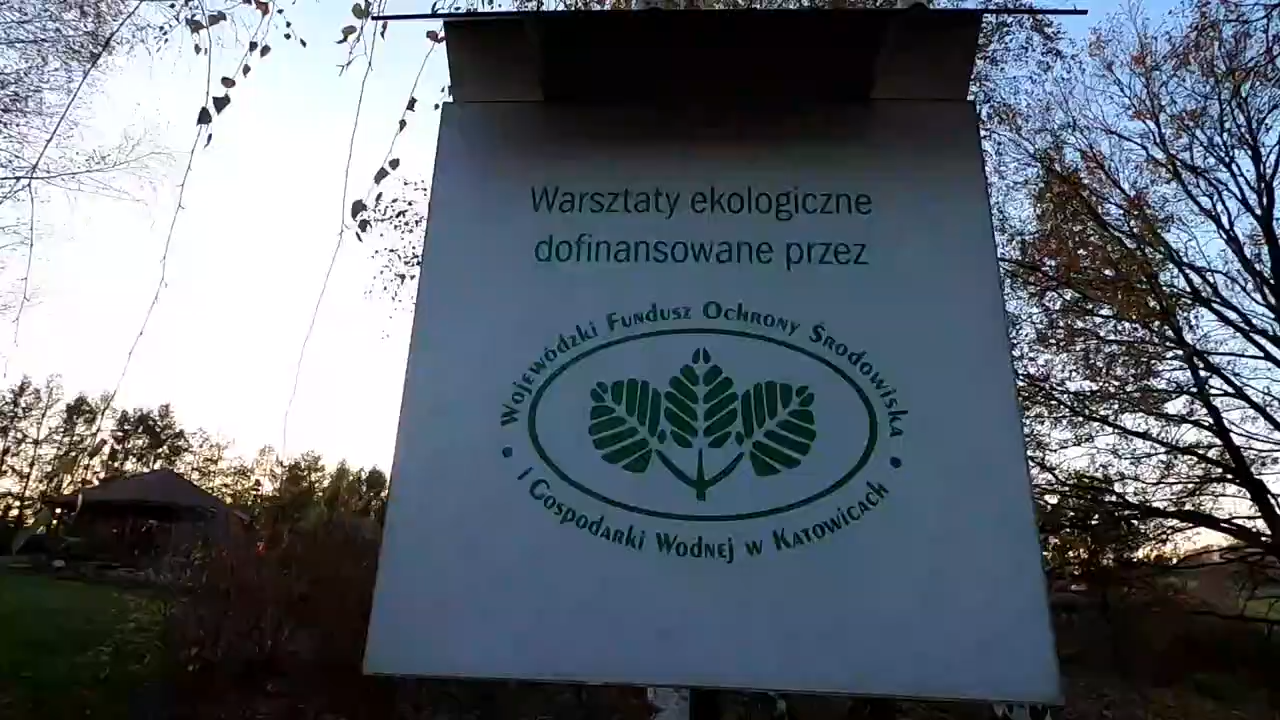 Warsztaty ekologiczne
dofinansowane przez
Wojewódzki Fundusz Ochrony Środowiska
i Gospodarki Wodnej w Katowicach